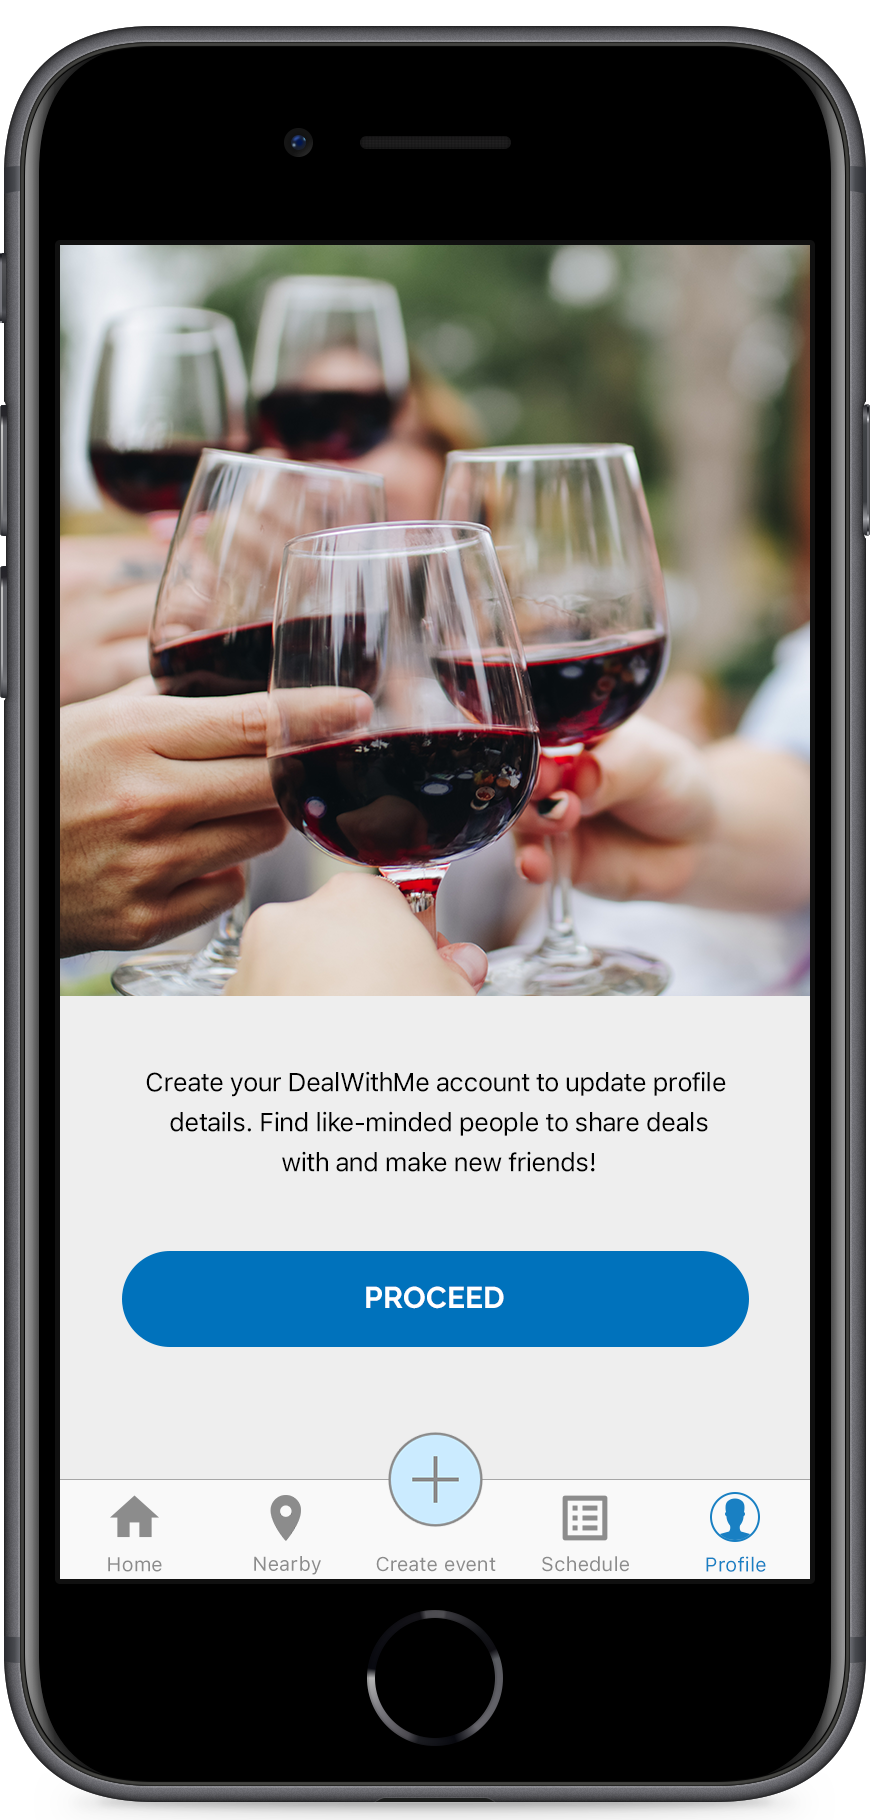 Create your DealWithMe account to update profile
details. Find like-minded people to share deals
with and make new friends!
PROCEED
Home
Nearby
Create event
Schedule
Profile